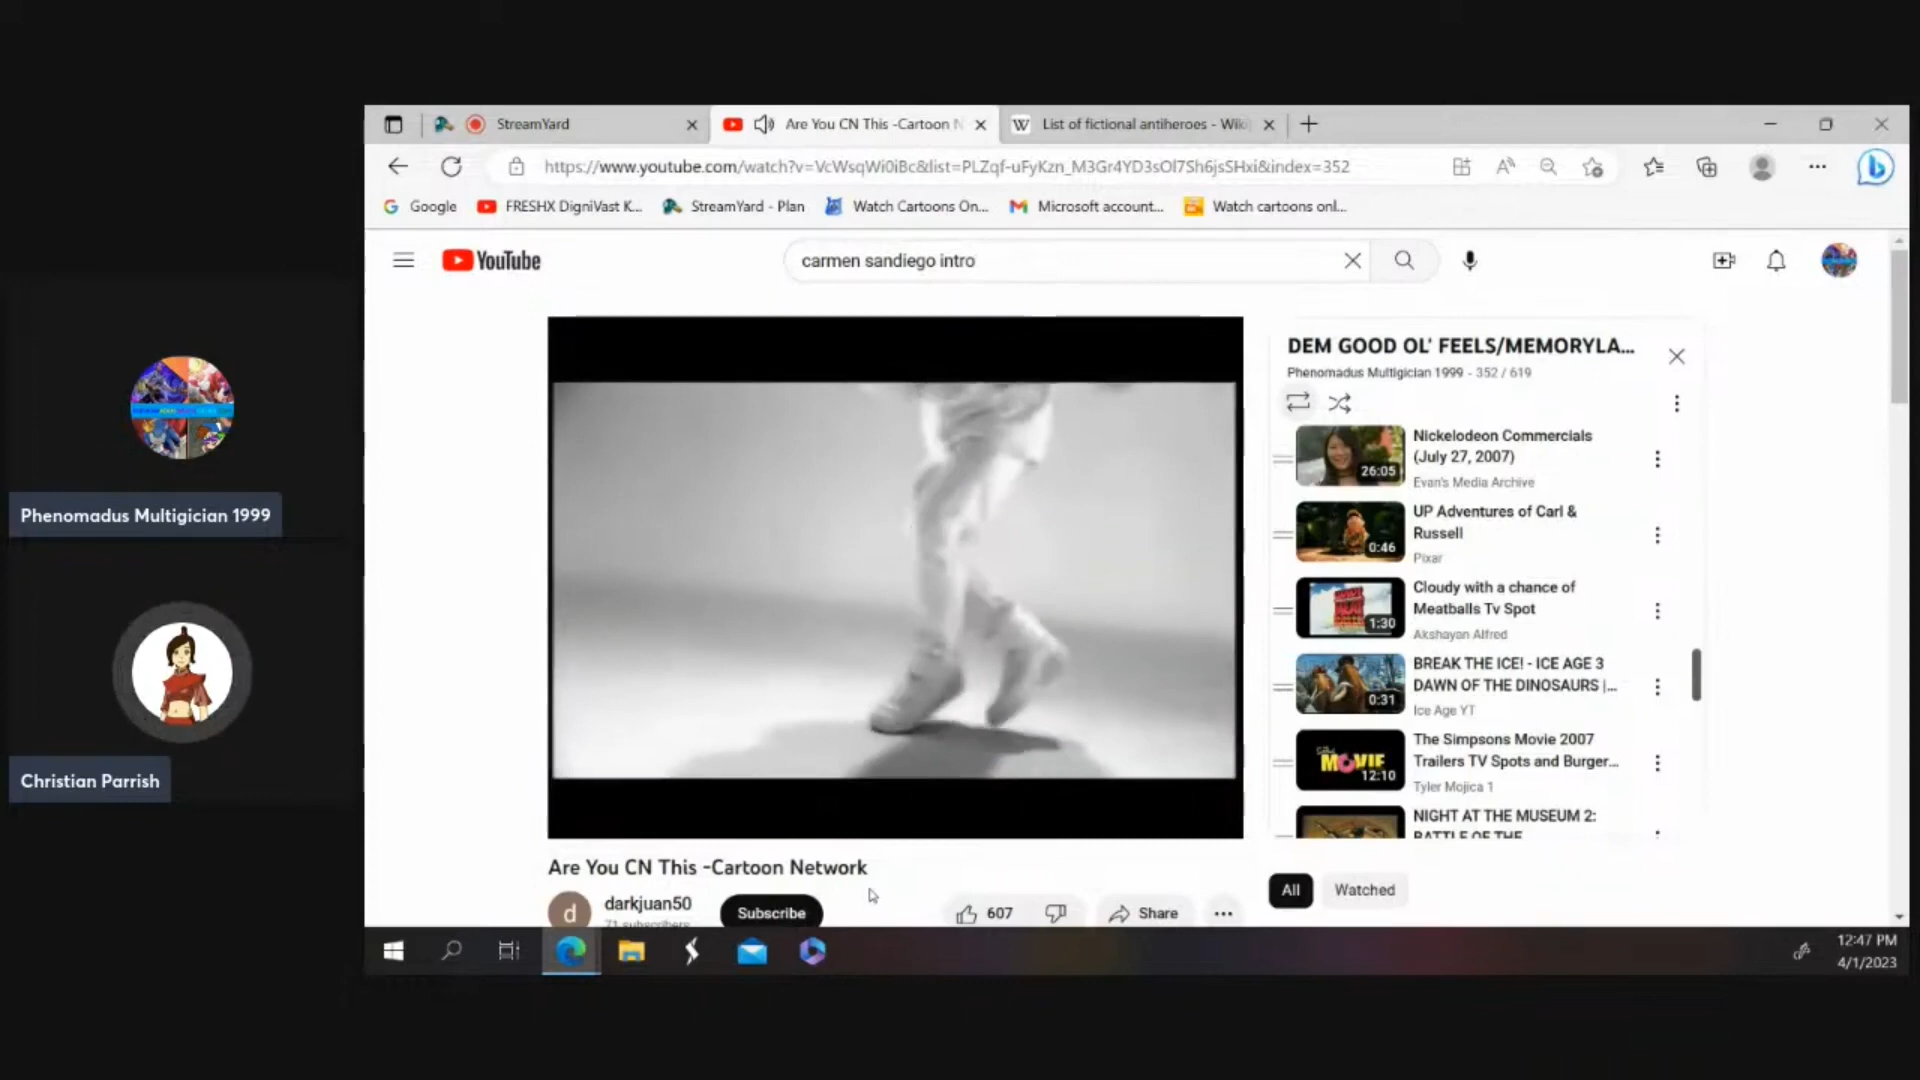 StreamYard
Are You CN This -Cartoon N
List of fictional antiheroes - Wiki
https://www.youtube.com/watch?v=VcWsqWi0iBc&list=PLZqf-uFyKzn_M3Gr4YD3sOl7Sh6jsSHxi&index=352
Google
FRESHX DigniVast K...
StreamYard - Plan
Watch Cartoons On...
Microsoft account...
Watch cartoons onl...
YouTube
carmen sandiego intro
DEM GOOD OL' FEELS/MEMORYLA...
Phenomadus Multigician 1999 - 352 / 619
Nickelodeon Commercials
(July 27, 2007)
Evan's Media Archive
26:05
UP Adventures of Carl &
Russell
Pixar
0:46
Cloudy with a chance of
Meatballs Tv Spot
Akshayan Alfred
1:30
BREAK THE ICE! - ICE AGE 3
DAWN OF THE DINOSAURS |...
Ice Age YT
0:31
The Simpsons Movie 2007
Trailers TV Spots and Burger...
Tyler Mojica 1
MOVIE
12:10
NIGHT AT THE MUSEUM 2:
BATTLE OF THE
All
Watched
Are You CN This -Cartoon Network
d
darkjuan50
71 subscribers
Subscribe
607
Share
Phenomadus Multigician 1999
Christian Parrish
12:47 PM
4/1/2023